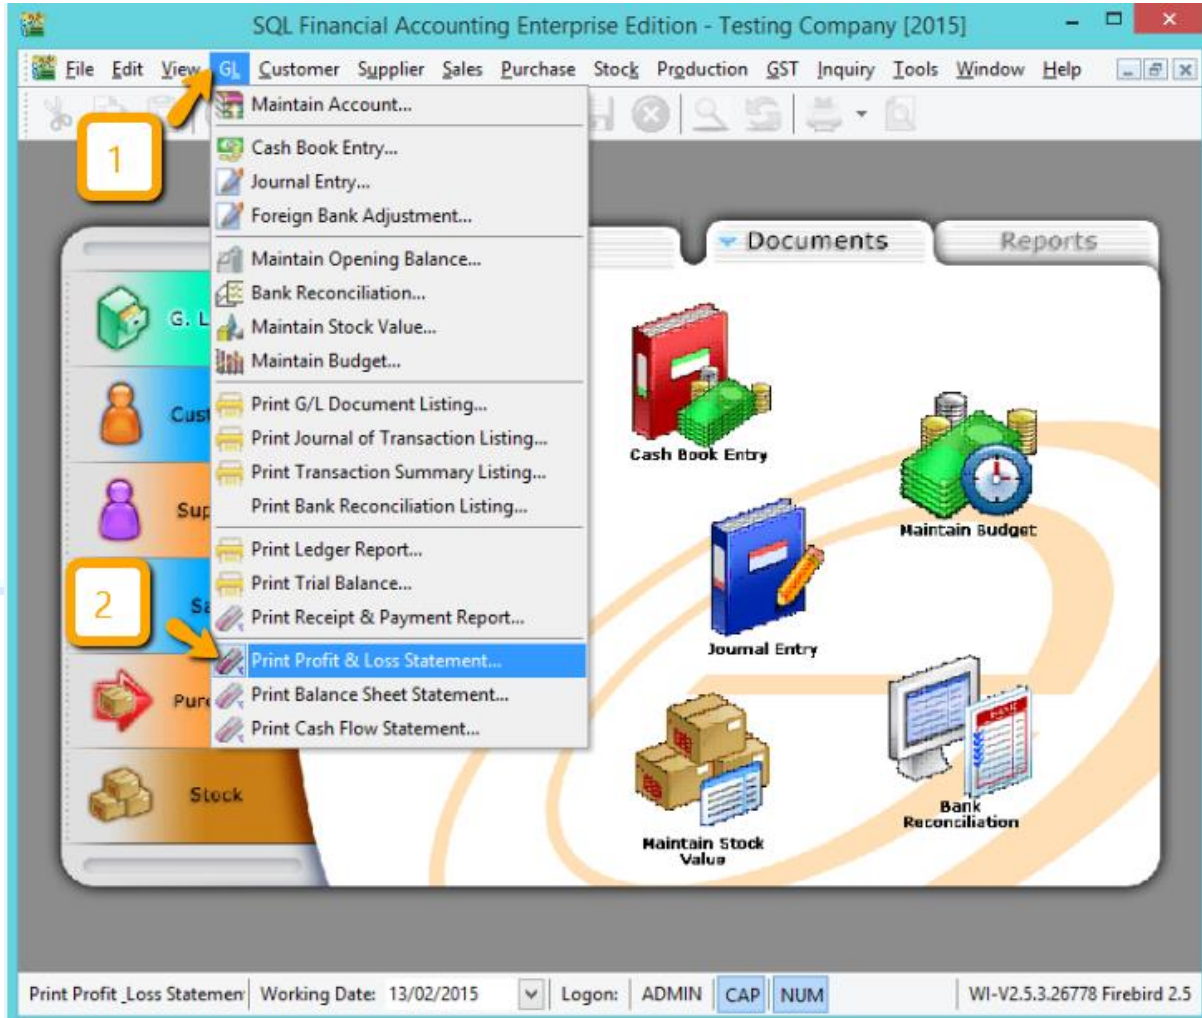 SQL Financial Accounting Enterprise Edition - Testing Company [2015]
File Edit View GL Customer Supplier Sales Purchase Stock Production GST Inquiry Tools Window Help
1
Maintain Account...
Cash Book Entry...
Journal Entry...
Foreign Bank Adjustment...
Maintain Opening Balance...
Bank Reconciliation...
Maintain Stock Value...
Maintain Budget...
Print G/L Document Listing...
Print Journal of Transaction Listing...
Print Transaction Summary Listing...
Print Bank Reconciliation Listing...
Print Ledger Report...
Print Trial Balance...
Print Receipt & Payment Report...
2
Print Profit & Loss Statement...
Print Balance Sheet Statement...
Print Cash Flow Statement...
G. L
Cust
Sup
Sa
Purc
Stock
Documents
Reports
Cash Book Entry
Maintain Budget
Journal Entry
Maintain Stock
Value
Bank
Reconciliation
Print Profit _Loss Statemen Working Date: 13/02/2015 Logon: ADMIN CAP NUM WI-V2.5.3.26778 Firebird 2.5